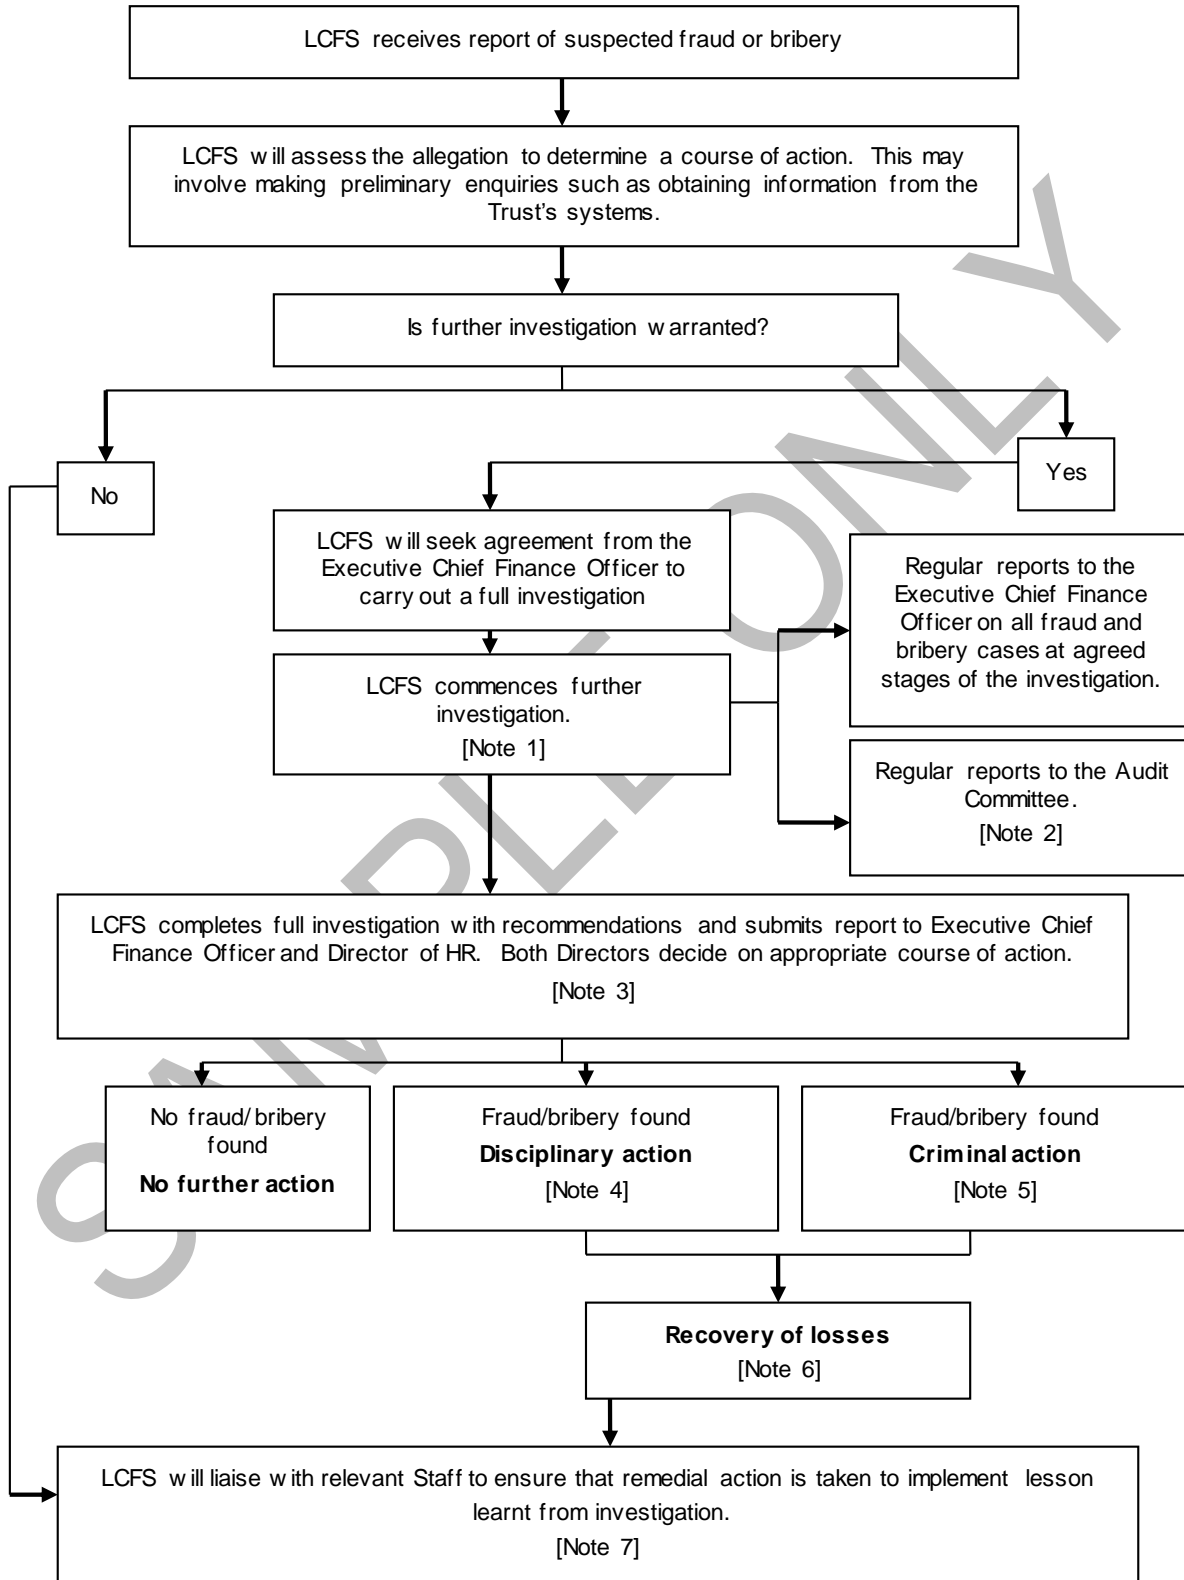 LCFS receives report of suspected fraud or bribery
LCFS will assess the allegation to determine a course of action. This may
involve making preliminary enquiries such as obtaining information from the
Trust's systems.
Is further investigation warranted?
No
Yes
LCFS will seek agreement from the
Executive Chief Finance Officer to
carry out a full investigation
Regular reports to the
Executive Chief Finance
Officer on all fraud and
bribery cases at agreed
stages of the investigation.
LCFS commences further
investigation.
[Note 1]
Regular reports to the Audit
Committee.
[Note 2]
LCFS completes full investigation with recommendations and submits report to Executive Chief
Finance Officer and Director of HR. Both Directors decide on appropriate course of action.
[Note 3]
No fraud/bribery
found
No further action
Fraud/bribery found
Disciplinary action
[Note 4]
Fraud/bribery found
Criminal action
[Note 5]
Recovery of losses
[Note 6]
LCFS will liaise with relevant Staff to ensure that remedial action is taken to implement lesson
learnt from investigation.
[Note 7]
SAMPLE ONLY